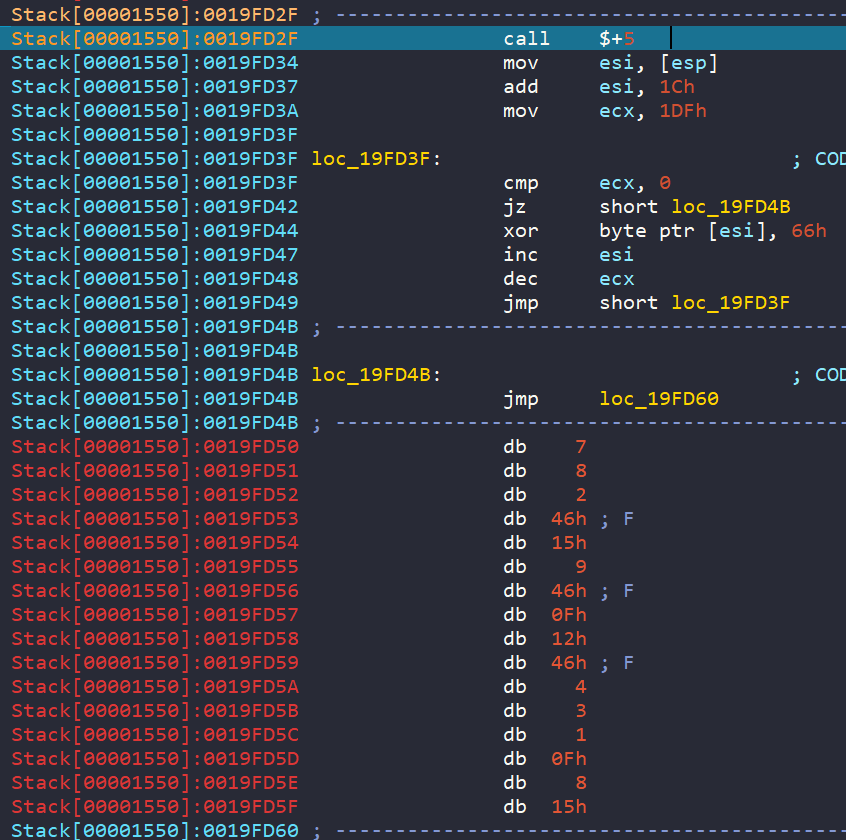 Stack[00001550]:0019FD2F ; -------------------------------------------
Stack[00001550]:0019FD2F call $+5
Stack[00001550]:0019FD34 mov esi, [esp]
Stack[00001550]:0019FD37 add esi, 1Ch
Stack[00001550]:0019FD3A mov ecx, 1DFh
Stack[00001550]:0019FD3F
Stack[00001550]:0019FD3F loc_19FD3F: ; COD
Stack[00001550]:0019FD3F cmp ecx, 0
Stack[00001550]:0019FD42 jz short loc_19FD4B
Stack[00001550]:0019FD44 xor byte ptr [esi], 66h
Stack[00001550]:0019FD47 inc esi
Stack[00001550]:0019FD48 dec ecx
Stack[00001550]:0019FD49 jmp short loc_19FD3F
Stack[00001550]:0019FD4B ; -------------------------------------------
Stack[00001550]:0019FD4B
Stack[00001550]:0019FD4B loc_19FD4B: ; COD
Stack[00001550]:0019FD4B jmp loc_19FD60
Stack[00001550]:0019FD4B ; -------------------------------------------
Stack[00001550]:0019FD50 db 7
Stack[00001550]:0019FD51 db 8
Stack[00001550]:0019FD52 db 2
Stack[00001550]:0019FD53 db 46h ; F
Stack[00001550]:0019FD54 db 15h
Stack[00001550]:0019FD55 db 9
Stack[00001550]:0019FD56 db 46h ; F
Stack[00001550]:0019FD57 db 0Fh
Stack[00001550]:0019FD58 db 12h
Stack[00001550]:0019FD59 db 46h ; F
Stack[00001550]:0019FD5A db 4
Stack[00001550]:0019FD5B db 3
Stack[00001550]:0019FD5C db 1
Stack[00001550]:0019FD5D db 0Fh
Stack[00001550]:0019FD5E db 8
Stack[00001550]:0019FD5F db 15h
Stack[00001550]:0019FD60 ; -------------------------------------------